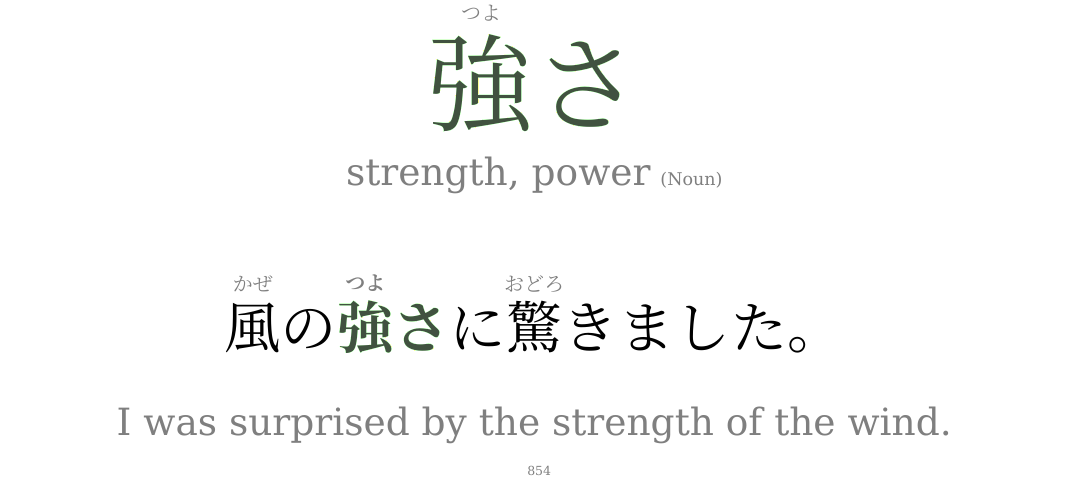 つよ
強さ
strength, power (Noun)
かぜ つよ おどろ
風の強さに驚きました。
I was surprised by the strength of the wind.
854